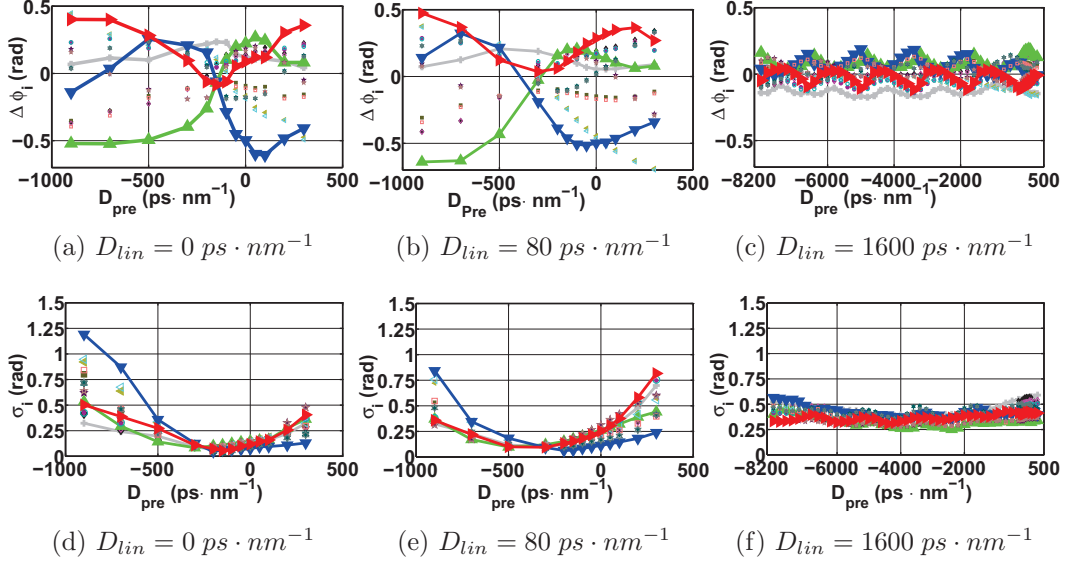 0.5 0.5 0.5
Δ ϕi (rad) Δ ϕi (rad) Δ ϕi (rad)
0 0 0
−0.5 −0.5 −0.5
−1000 −500 0 500 −1000 −500 0 500 −8200 −6000 −4000 −2000 500
Dpre (ps· nm−1) Dpre (ps· nm−1) Dpre (ps· nm−1)
(a) Dlin = 0 ps · nm−1 (b) Dlin = 80 ps · nm−1 (c) Dlin = 1600 ps · nm−1
1.5 1.5 1.5
1.25 1.25 1.25
1 1 1
σi (rad) σi (rad) σi (rad)
0.75 0.75 0.75
0.5 0.5 0.5
0.25 0.25 0.25
−1000 −500 0 500 −1000 −500 0 500 −8200 −6000 −4000 −2000 500
Dpre (ps· nm−1) Dpre (ps· nm−1) Dpre (ps· nm−1)
(d) Dlin = 0 ps · nm−1 (e) Dlin = 80 ps · nm−1 (f) Dlin = 1600 ps · nm−1